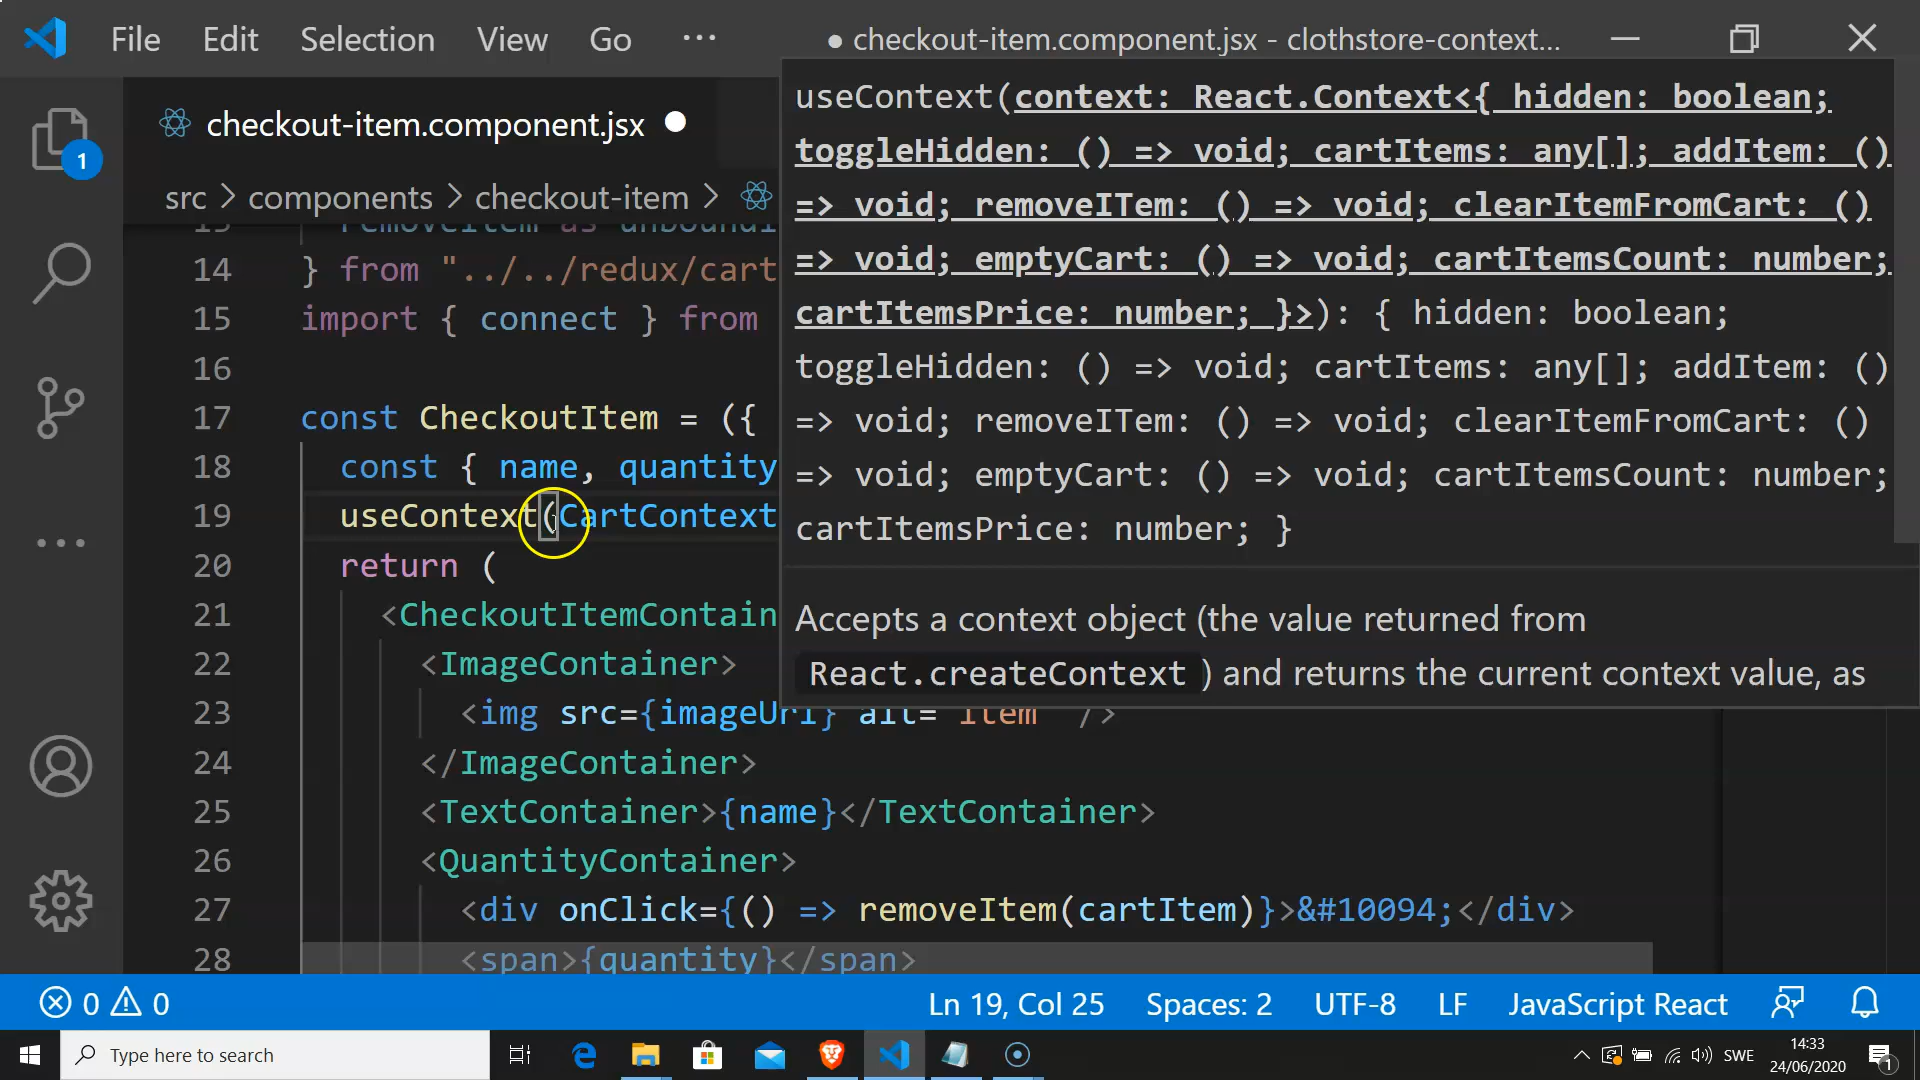 File Edit Selection View Go ··· ● checkout-item.component.jsx - clothstore-context...
checkout-item.component.jsx
src > components > checkout-item >
useContext(context: React.Context<{ hidden: boolean;
toggleHidden: () => void; cartItems: any[]; addItem: ()
=> void; removeITem: () => void; clearItemFromCart: ()
=> void; emptyCart: () => void; cartItemsCount: number;
cartItemsPrice: number; }>): { hidden: boolean;
toggleHidden: () => void; cartItems: any[]; addItem: ()
=> void; removeITem: () => void; clearItemFromCart: ()
=> void; emptyCart: () => void; cartItemsCount: number;
cartItemsPrice: number; }
Accepts a context object (the value returned from
React.createContext ) and returns the current context value, as
1
14 } from "../../redux/cart
15 import { connect } from
16
17 const CheckoutItem = ({
18 const { name, quantity
19 useContext(CartContext
20 return (
21 <CheckoutItemContain
22 <ImageContainer>
23 <img src={imageUrl} alt="item" />
24 </ImageContainer>
25 <TextContainer>{name}</TextContainer>
26 <QuantityContainer>
27 <div onClick={() => removeItem(cartItem)}>&#10094;</div>
28 <span>{quantity}</span>
0 0 Ln 19, Col 25 Spaces: 2 UTF-8 LF JavaScript React
Type here to search
SWE
14:33
24/06/2020
1